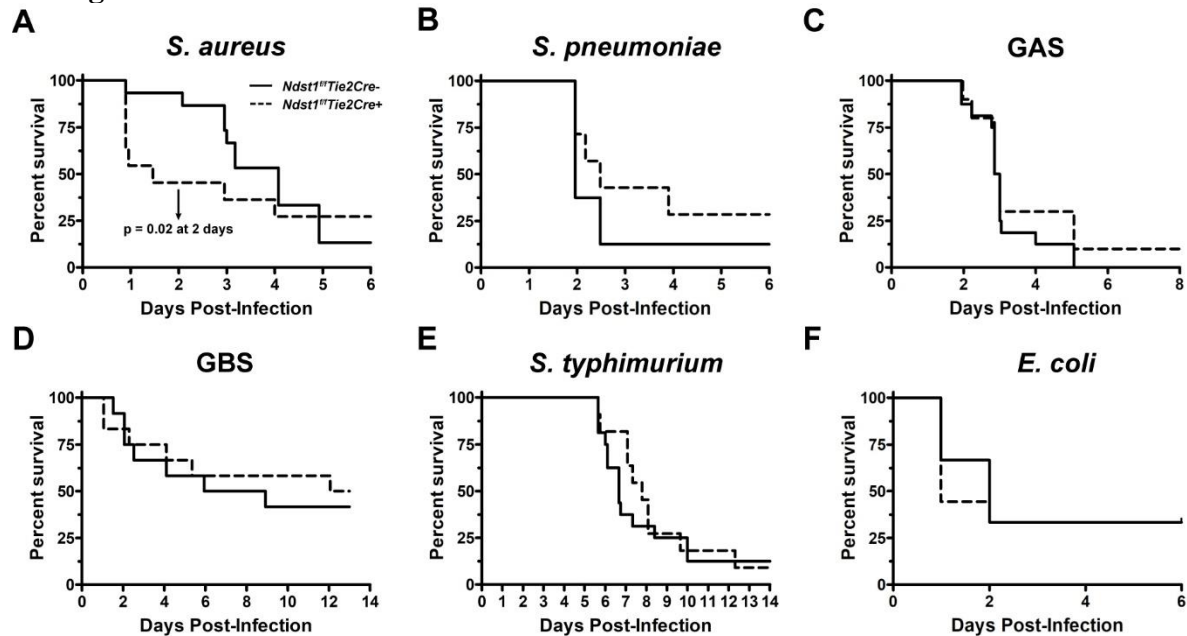 A
S. aureus
Percent survival
100
75
50
25
0
Ndst1f/fTie2Cre-
Ndst1f/fTie2Cre+
p = 0.02 at 2 days
0 1 2 3 4 5 6
Days Post-Infection
B
S. pneumoniae
Percent survival
100
75
50
25
0
0 1 2 3 4 5 6
Days Post-Infection
C
GAS
Percent survival
100
75
50
25
0
0 2 4 6 8
Days Post-Infection
D
GBS
Percent survival
100
75
50
25
0
0 2 4 6 8 10 12 14
Days Post-Infection
E
S. typhimurium
Percent survival
100
75
50
25
0
0 1 2 3 4 5 6 7 8 9 10 11 12 13 14
Days Post-Infection
F
E. coli
Percent survival
100
75
50
25
0
0 2 4 6
Days Post-Infection